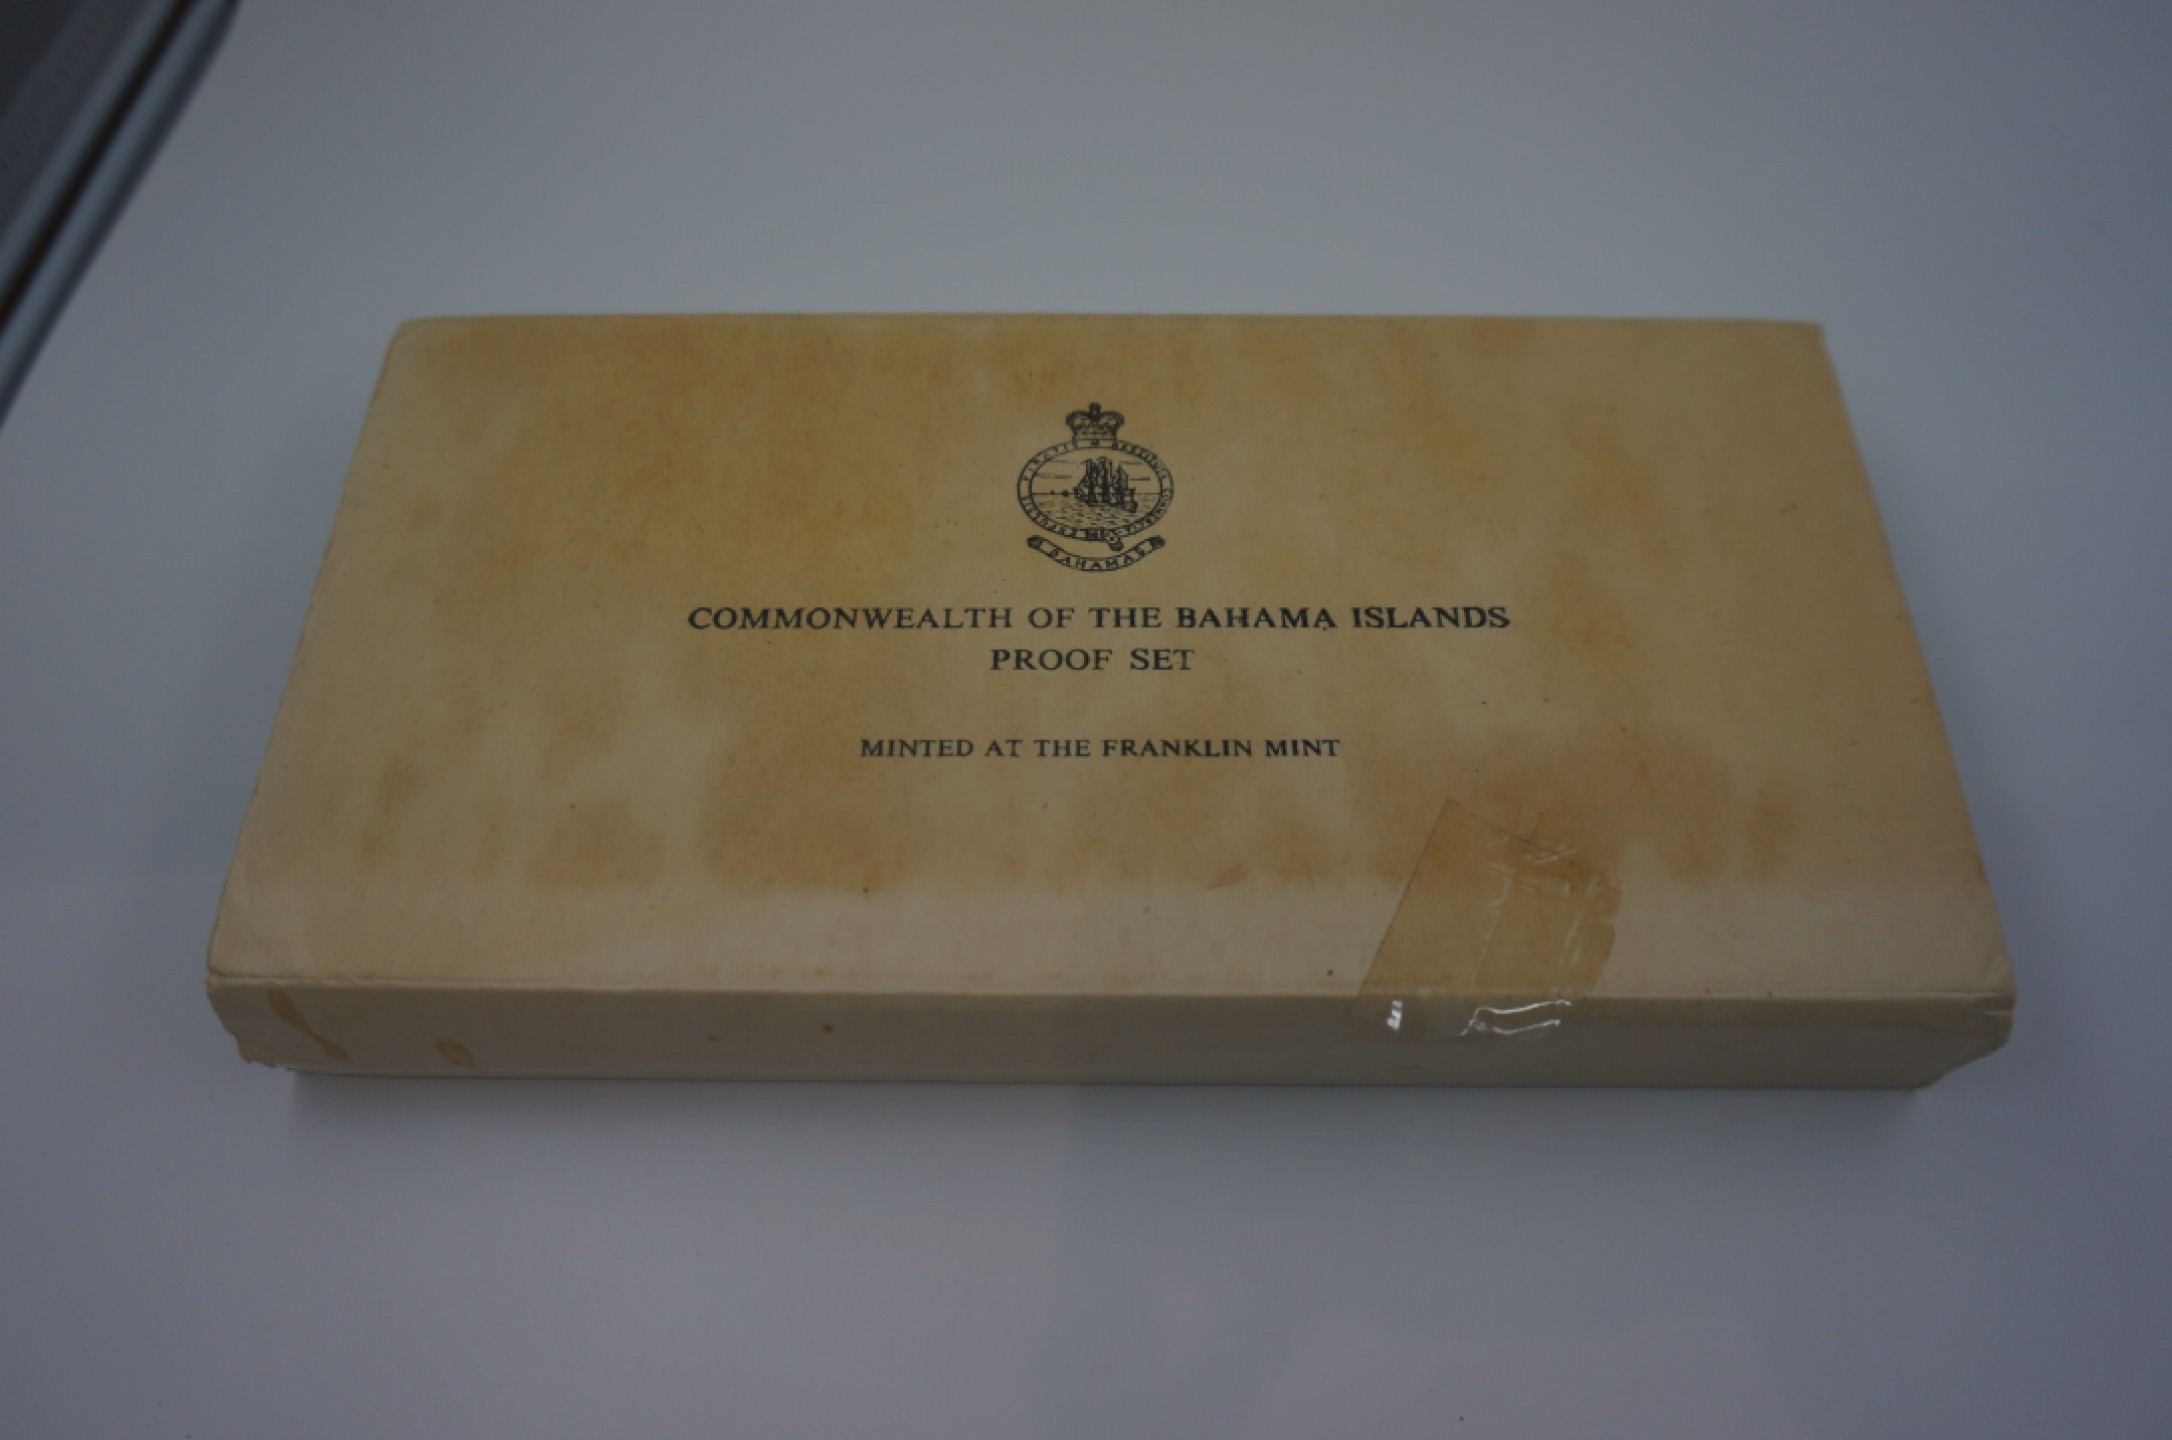 BAHAMAS
COMMONWEALTH OF THE BAHAMA ISLANDS
PROOF SET
MINTED AT THE FRANKLIN MINT